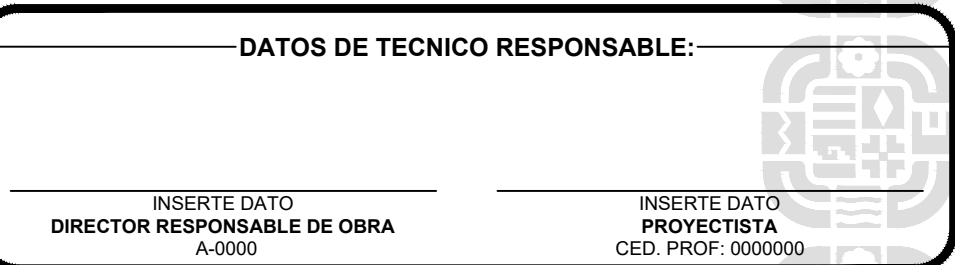 DATOS DE TECNICO RESPONSABLE:
INSERTE DATO
DIRECTOR RESPONSABLE DE OBRA
A-0000
INSERTE DATO
PROYECTISTA
CED. PROF: 0000000